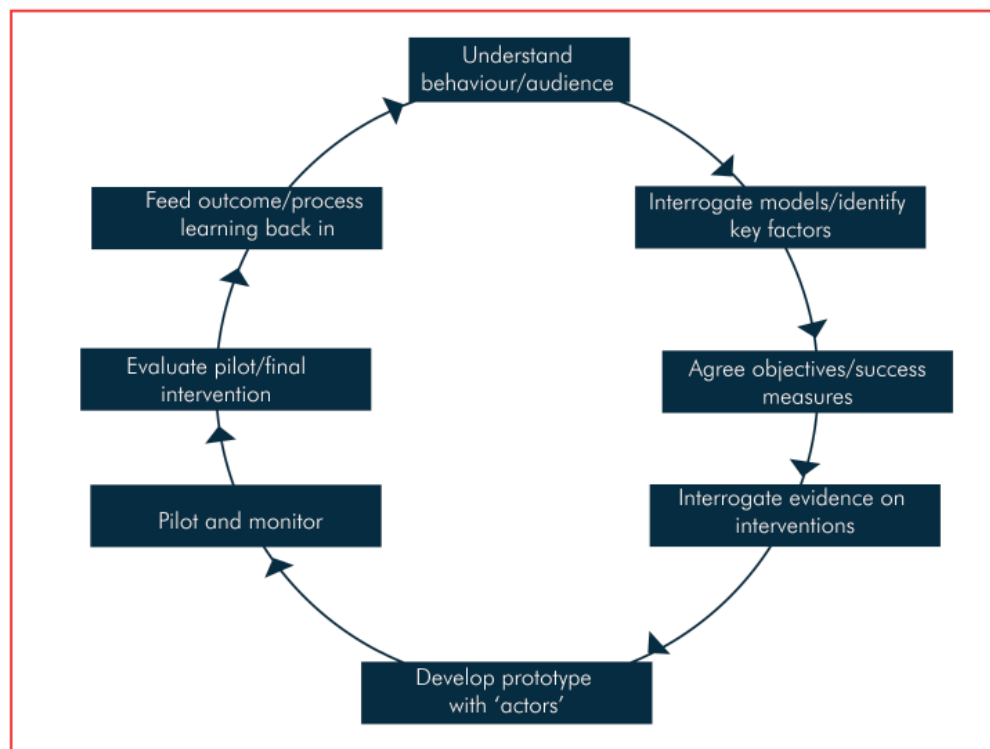 Understand
behaviour/audience
Interrogate models/identify
key factors
Agree objectives/success
measures
Interrogate evidence on
interventions
Develop prototype
with ‘actors’
Pilot and monitor
Evaluate pilot/final
intervention
Feed outcome/process
learning back in